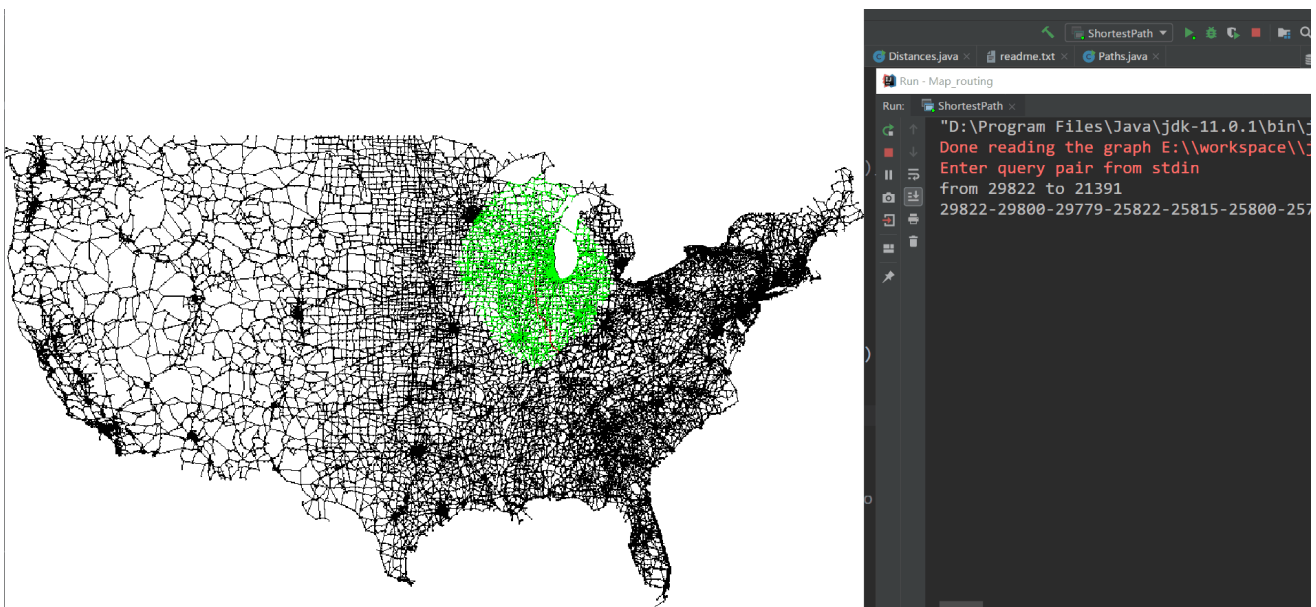 ShortestPath
Distances.java readme.txt Paths.java
Run - Map_routing
Run: ShortestPath
"D:\Program Files\Java\jdk-11.0.1\bin\j
Done reading the graph E:\\workspace\\j
Enter query pair from stdin
from 29822 to 21391
29822-29800-29779-25822-25815-25800-257